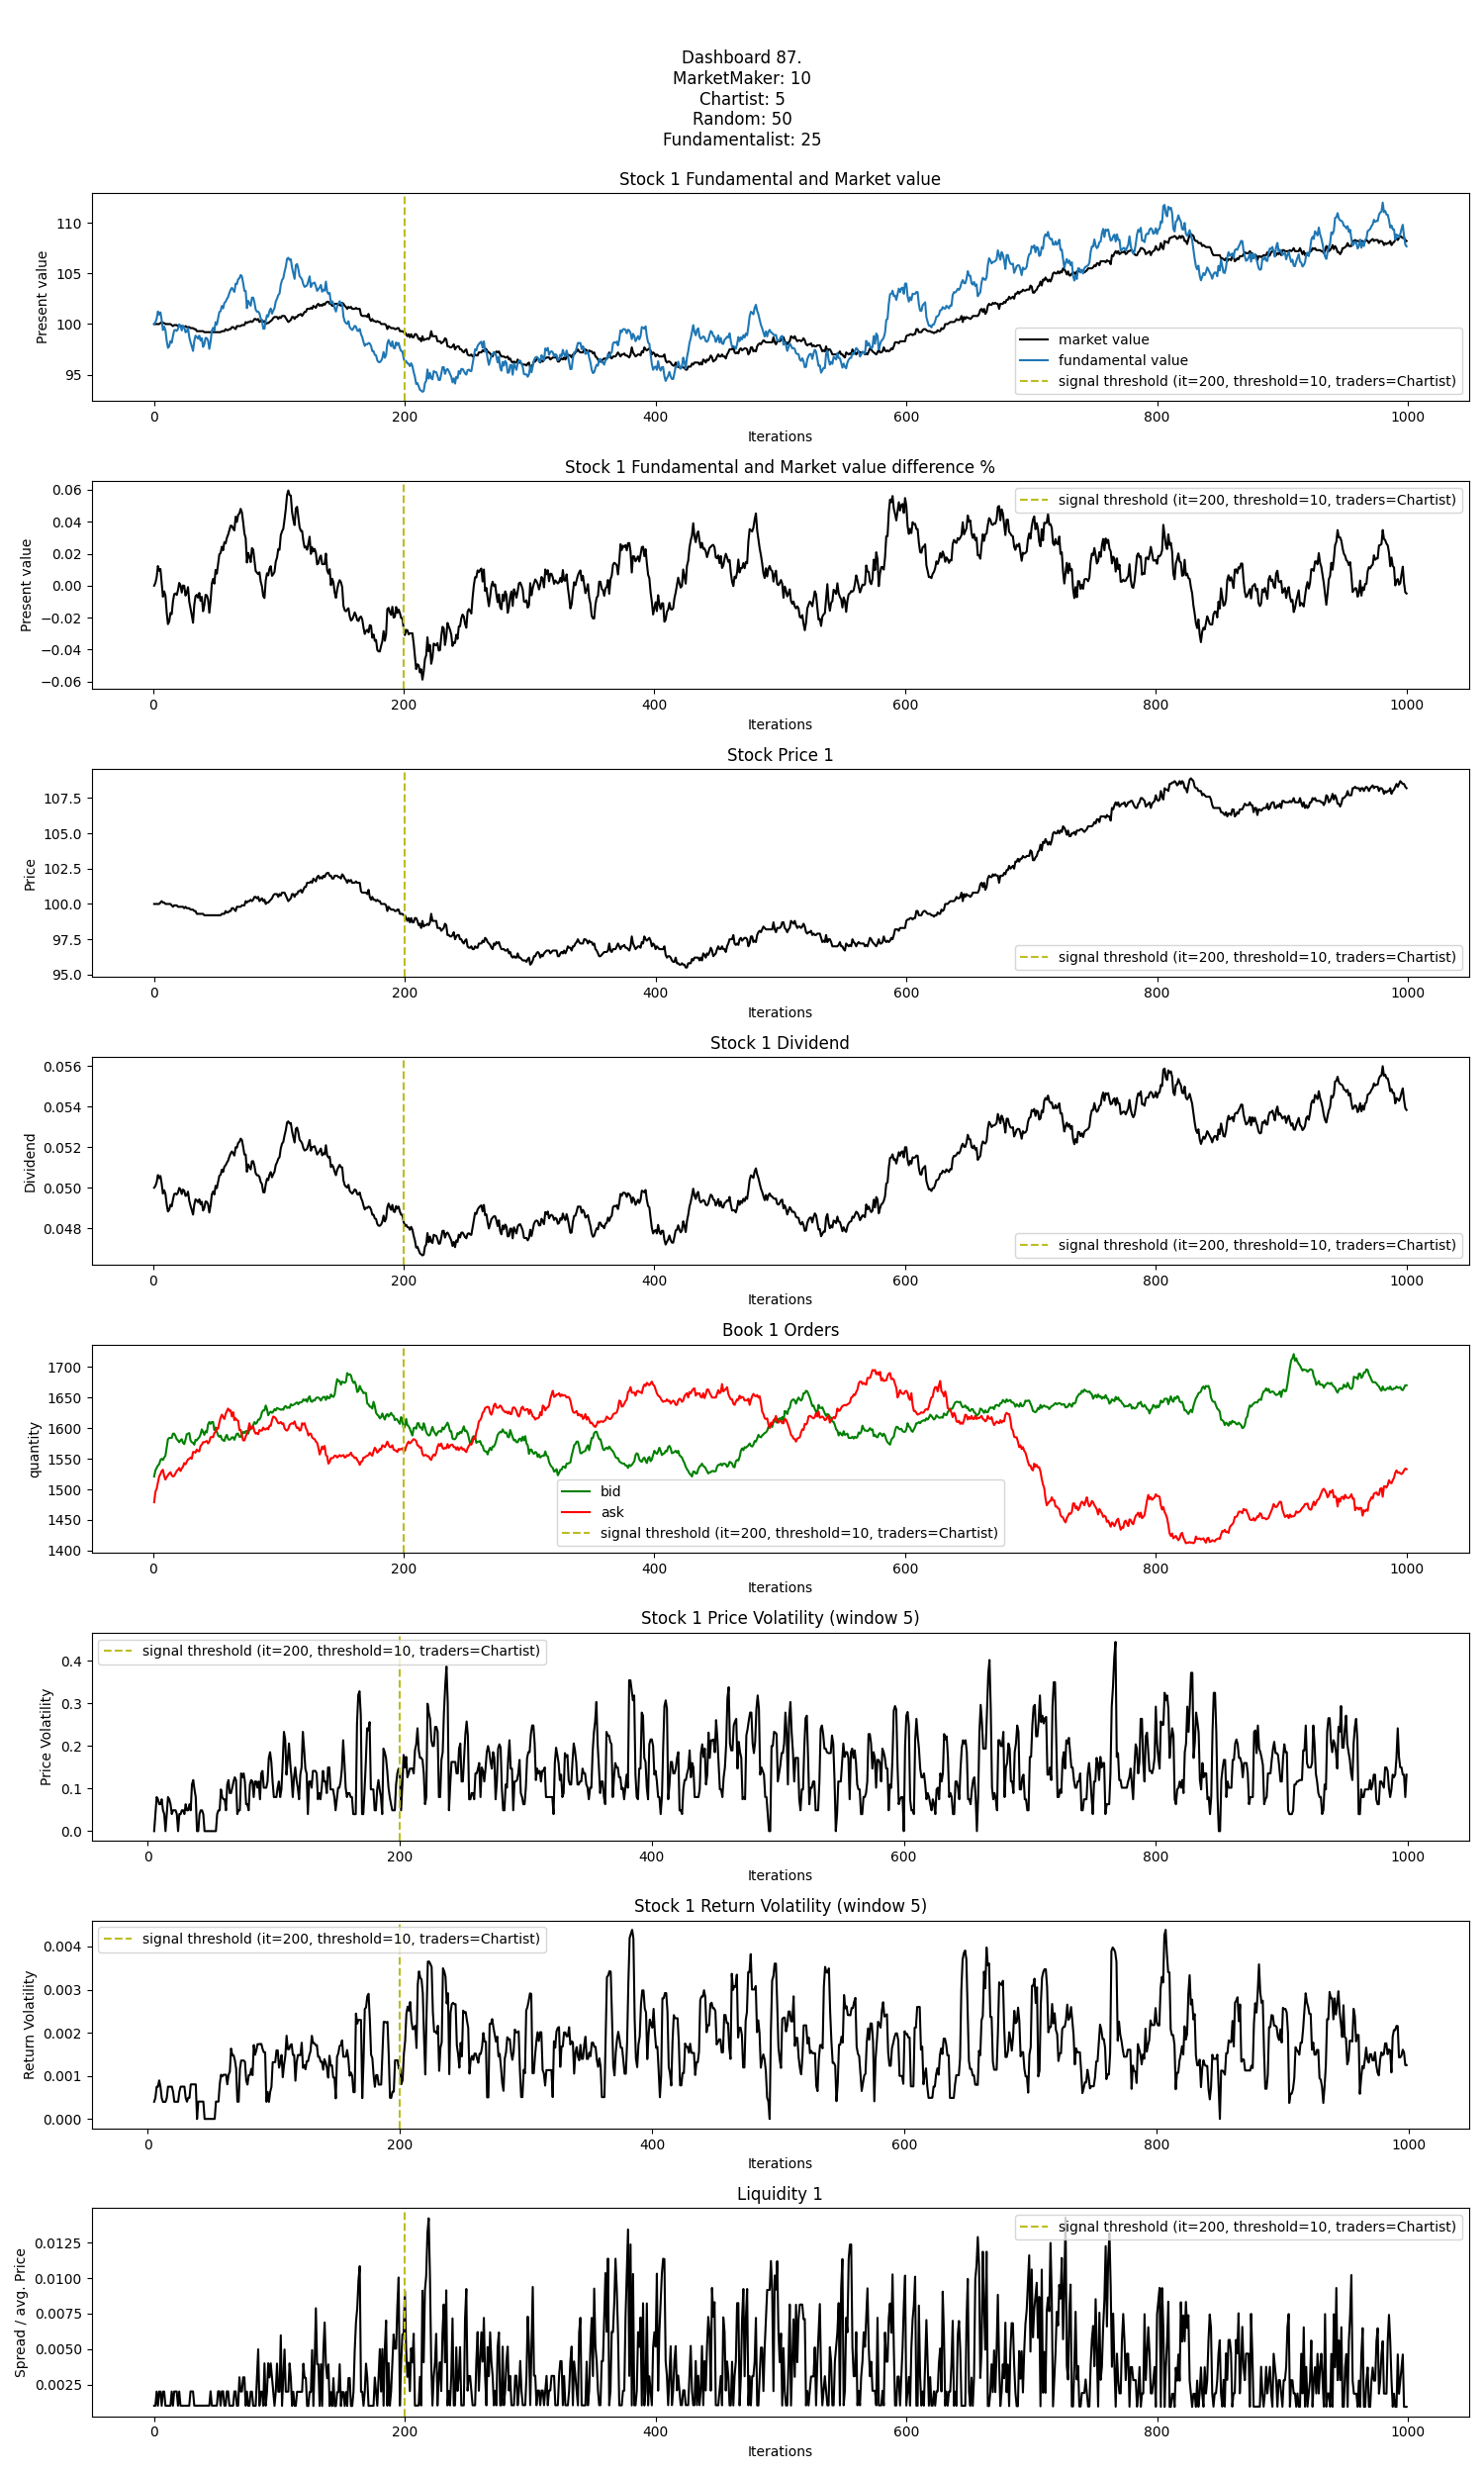 Dashboard 87.
MarketMaker: 10
Chartist: 5
Random: 50
Fundamentalist: 25
Stock 1 Fundamental and Market value
Present value
110
105
100
95
market value
fundamental value
signal threshold (it=200, threshold=10, traders=Chartist)
0 200 400 600 800 1000
Iterations
Stock 1 Fundamental and Market value difference %
Present value
0.06
0.04
0.02
0.00
−0.02
−0.04
−0.06
signal threshold (it=200, threshold=10, traders=Chartist)
0 200 400 600 800 1000
Iterations
Stock Price 1
Price
107.5
105.0
102.5
100.0
97.5
95.0
signal threshold (it=200, threshold=10, traders=Chartist)
0 200 400 600 800 1000
Iterations
Stock 1 Dividend
Dividend
0.056
0.054
0.052
0.050
0.048
signal threshold (it=200, threshold=10, traders=Chartist)
0 200 400 600 800 1000
Iterations
Book 1 Orders
quantity
1700
1650
1600
1550
1500
1450
1400
bid
ask
signal threshold (it=200, threshold=10, traders=Chartist)
0 200 400 600 800 1000
Iterations
Stock 1 Price Volatility (window 5)
Price Volatility
0.4
0.3
0.2
0.1
0.0
signal threshold (it=200, threshold=10, traders=Chartist)
0 200 400 600 800 1000
Iterations
Stock 1 Return Volatility (window 5)
Return Volatility
0.004
0.003
0.002
0.001
0.000
signal threshold (it=200, threshold=10, traders=Chartist)
0 200 400 600 800 1000
Iterations
Liquidity 1
Spread / avg. Price
0.0125
0.0100
0.0075
0.0050
0.0025
signal threshold (it=200, threshold=10, traders=Chartist)
0 200 400 600 800 1000
Iterations